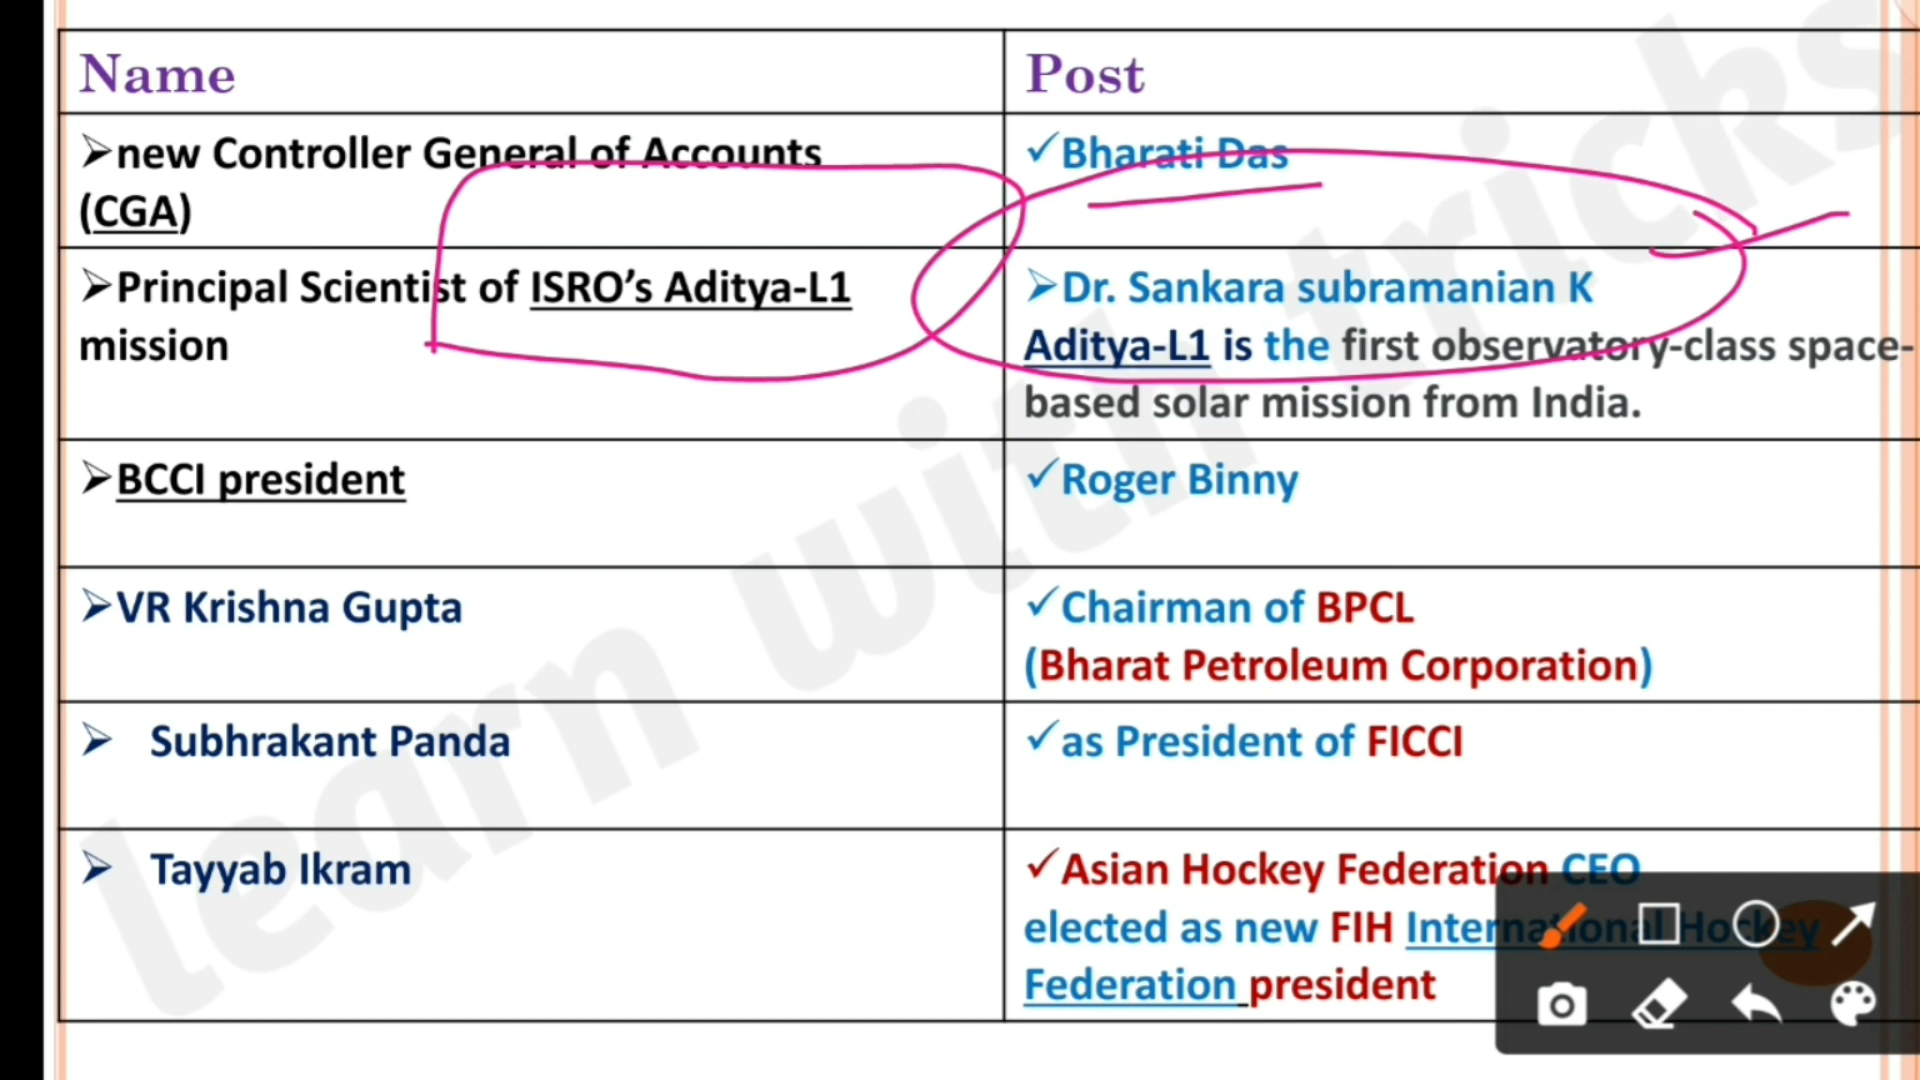 Name
Post
➢new Controller General of Accounts
(CGA)
✓Bharati Das
➢Principal Scientist of ISRO’s Aditya-L1
mission
➢Dr. Sankara subramanian K
Aditya-L1 is the first observatory-class space-
based solar mission from India.
➢BCCI president
✓Roger Binny
➢VR Krishna Gupta
✓Chairman of BPCL
(Bharat Petroleum Corporation)
➢ Subhrakant Panda
✓as President of FICCI
➢ Tayyab Ikram
✓Asian Hockey Federation CEO
elected as new FIH International Hockey
Federation president
learn with tricks